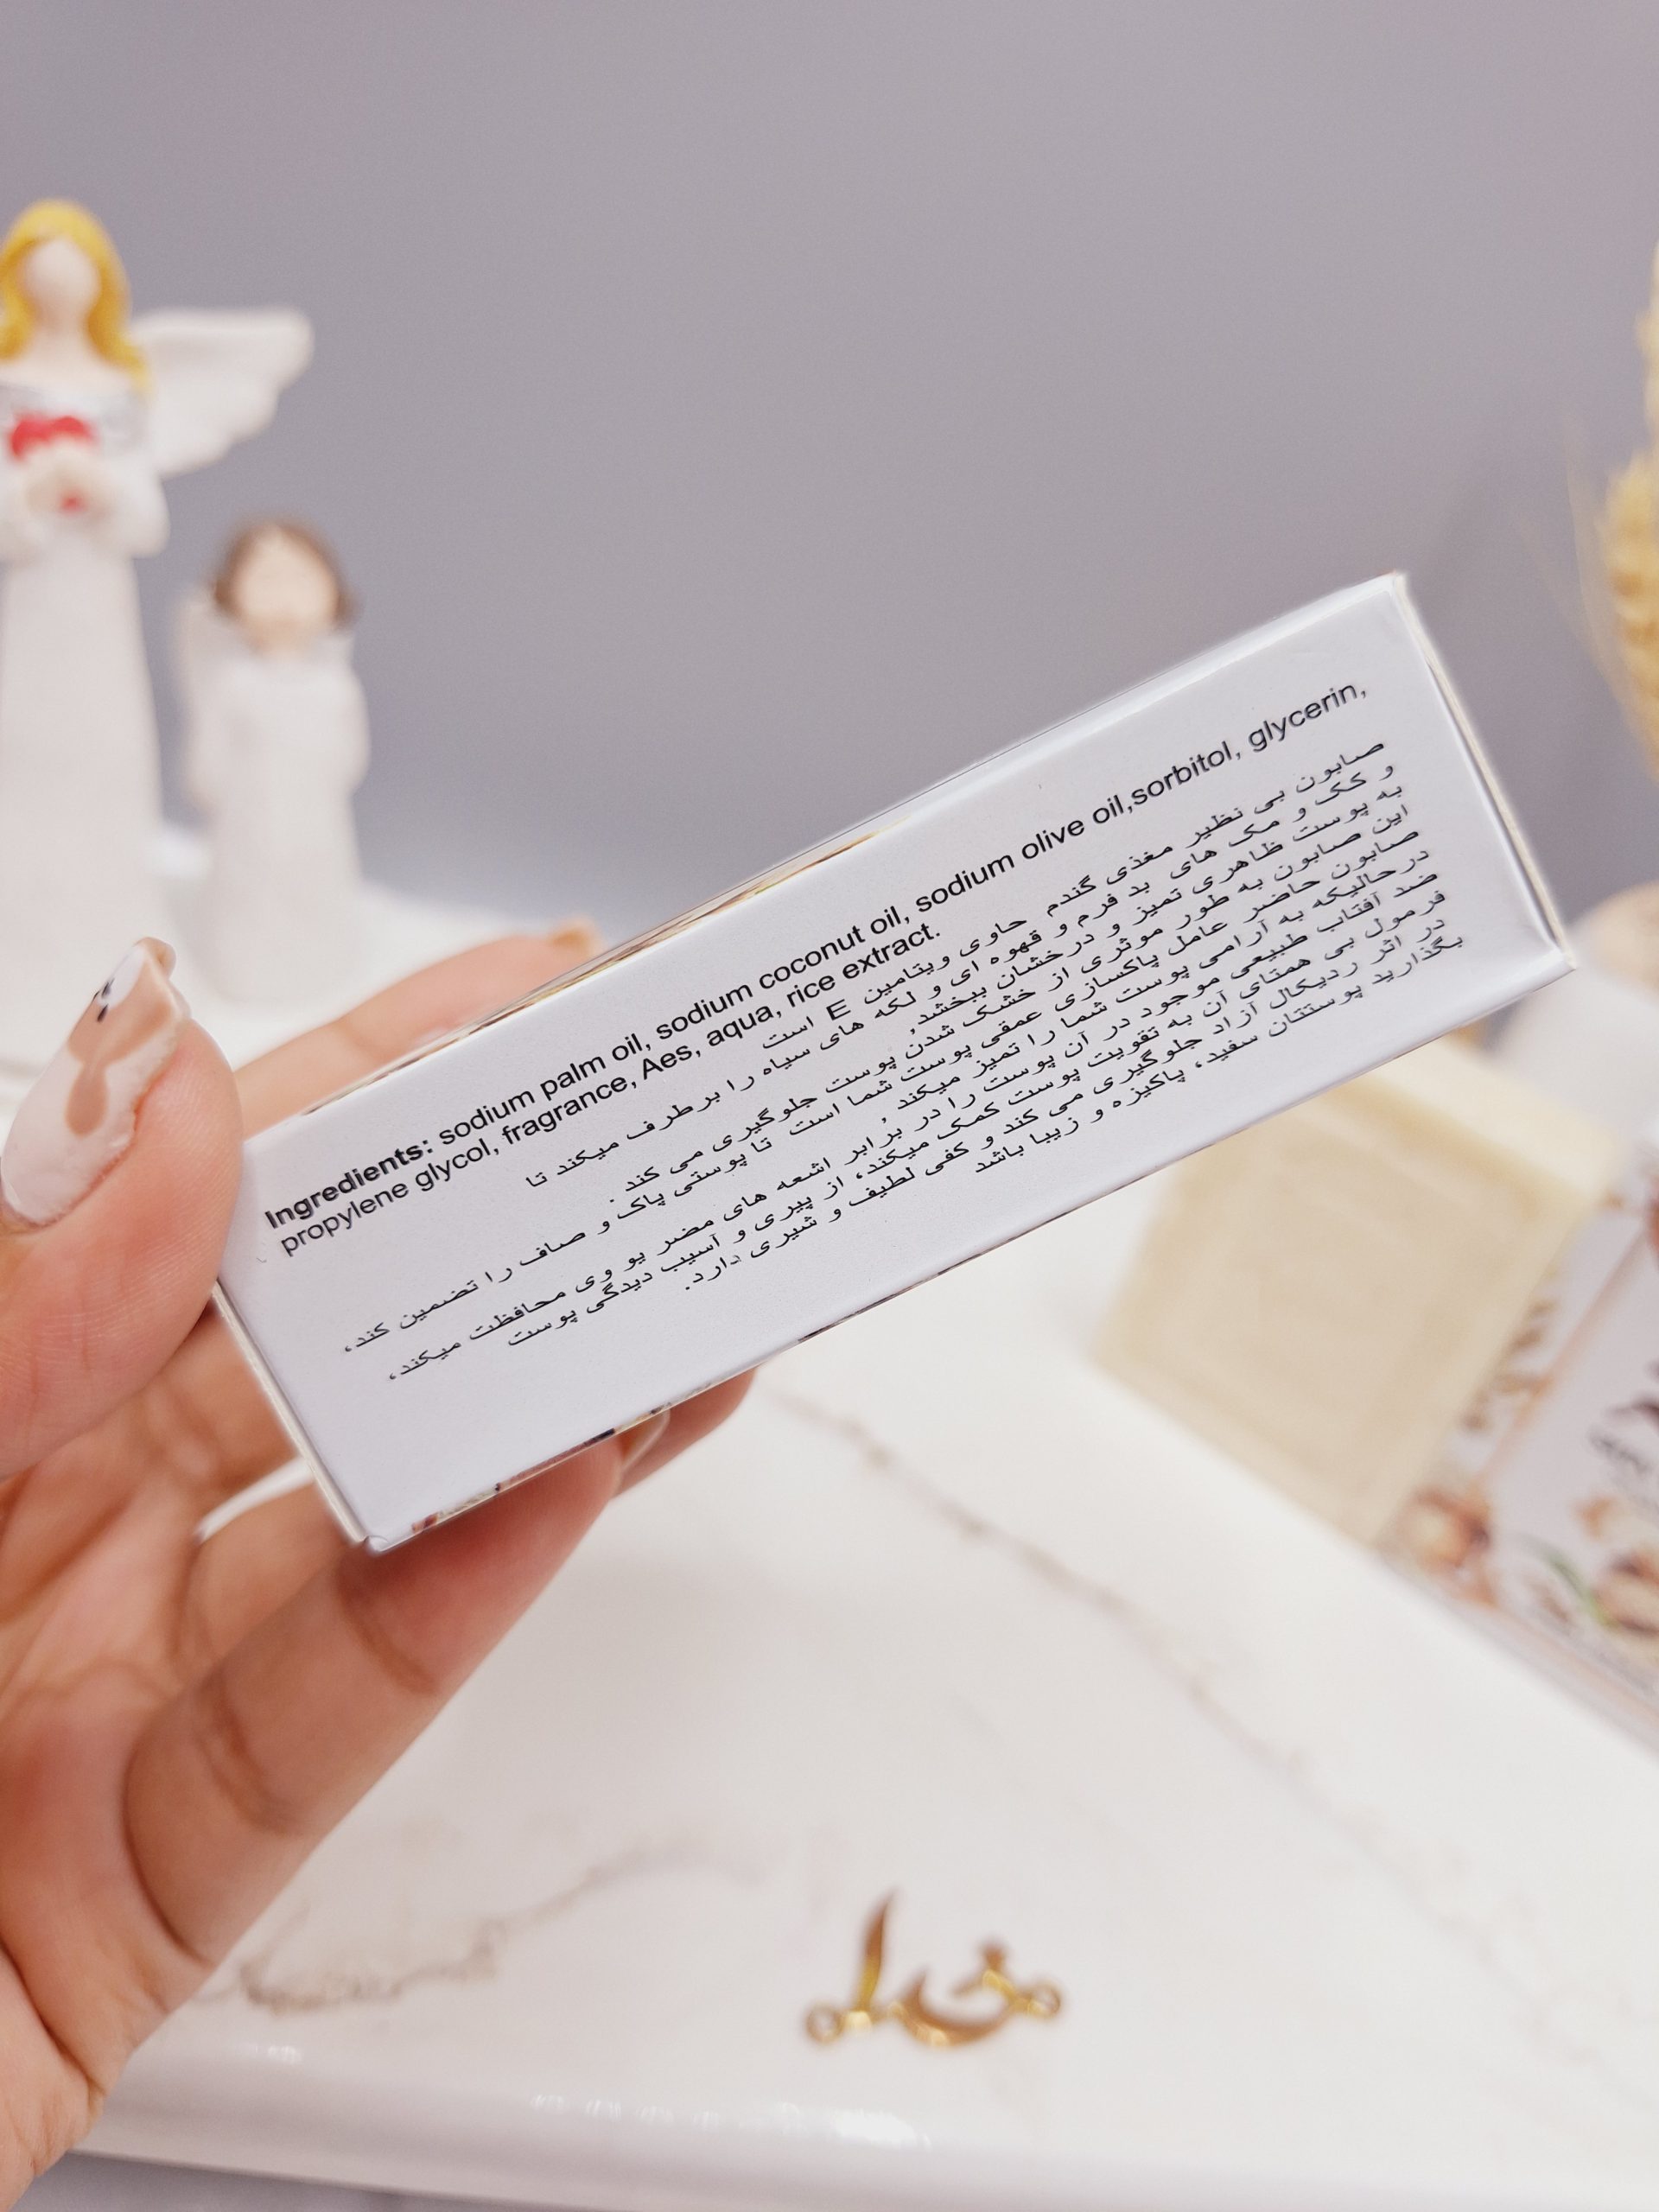 Ingredients: sodium palm oil, sodium coconut oil, sodium olive oil,sorbitol, glycerin,
propylene glycol, fragrance, Aes, aqua, rice extract.
صابون بی نظیر مغذی گندم حاوی ویتامین E است
و کک و مک های بد فرم و قهوه ای و لکه های سیاه را برطرف میکند تا
به پوست ظاهری تمیز و درخشان ببخشد,
این صابون به طور موثری از خشک شدن پوست جلوگیری می کند .
صابون حاضر عامل پاکسازی عمقی پوست شما است تا پوستی پاک و صاف را تضمین کند،
درحالیکه به آرامی پوست شما را تمیز میکند ,
ضد آفتاب طبیعی موجود در آن پوست را در برابر اشعه های مضر یو وی محافظت میکند،
فرمول بی همتای آن به تقویت پوست کمک میکند، از پیری و آسیب دیدگی پوست
در اثر ردیکال آزاد جلوگیری می کند و کفی لطیف و شیری دارد.
بگذارید پوستتان سفید، پاکیزه و زیبا باشد